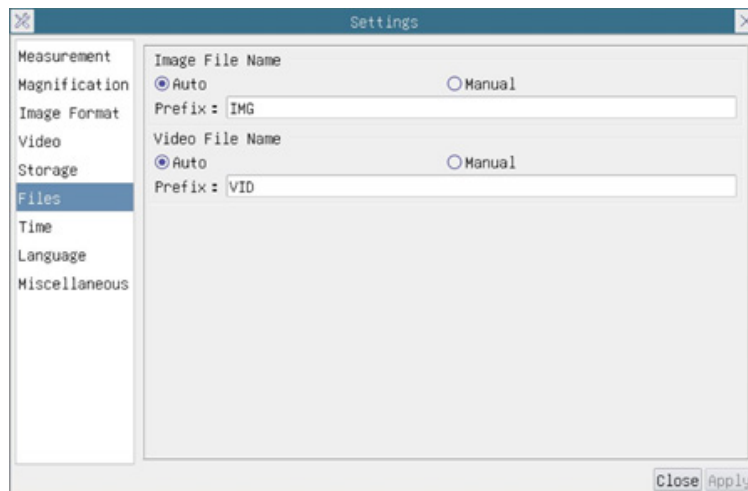 Settings
Measurement
Magnification
Image Format
Video
Storage
Files
Time
Language
Miscellaneous
Image File Name
Auto
Manual
Prefix: IMG
Video File Name
Auto
Manual
Prefix: VID
Close
Apply